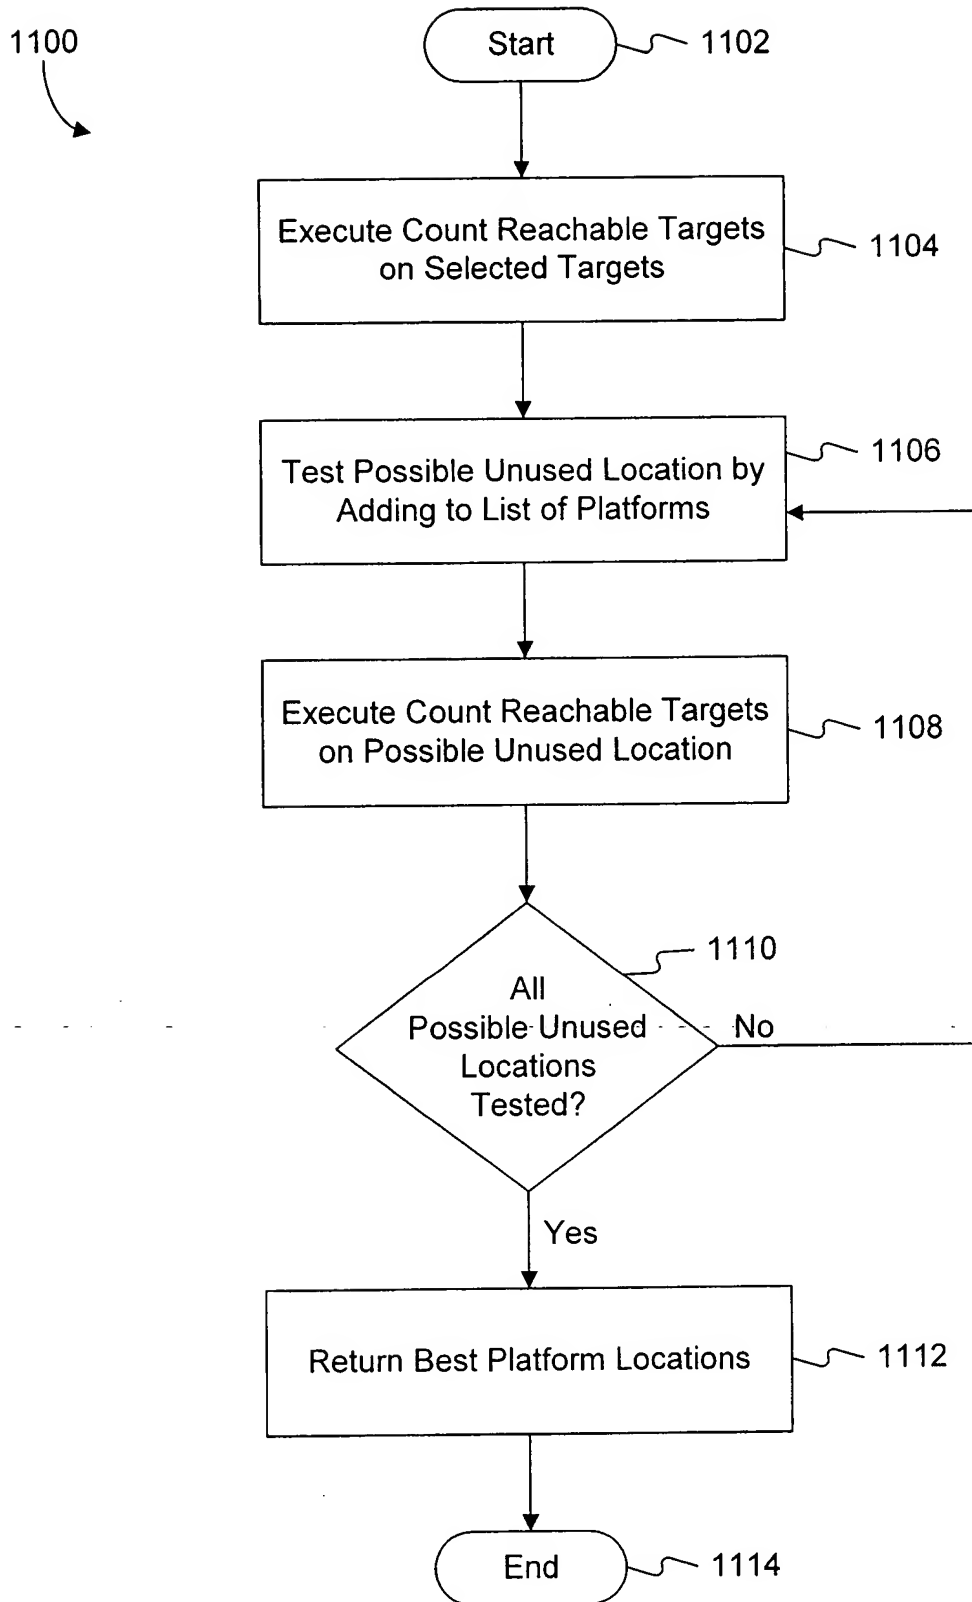 1100
Start
1102
Execute Count Reachable Targets
on Selected Targets
1104
Test Possible Unused Location by
Adding to List of Platforms
1106
Execute Count Reachable Targets
on Possible Unused Location
1108
All
Possible Unused
Locations
Tested?
1110
No
Yes
Return Best Platform Locations
1112
End
1114